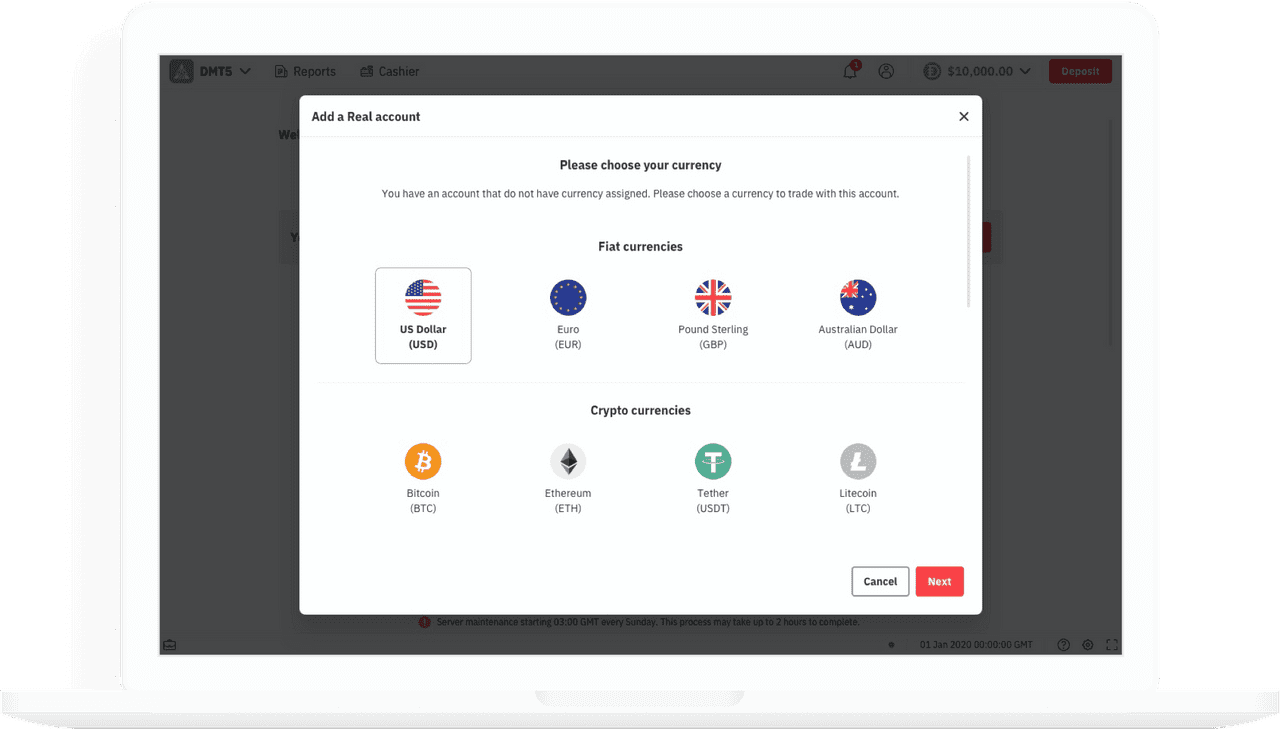 DMT5 Reports Cashier 1 $10,000.00 Deposit
Add a Real account
Please choose your currency
You have an account that do not have currency assigned. Please choose a currency to trade with this account.
Fiat currencies
US Dollar Euro Pound Sterling Australian Dollar
(USD) (EUR) (GBP) (AUD)
Crypto currencies
Bitcoin Ethereum Tether Litecoin
(BTC) (ETH) (USDT) (LTC)
Cancel Next
Server maintenance starting 03:00 GMT every Sunday. This process may take up to 2 hours to complete.
01 Jan 2020 00:00:00 GMT